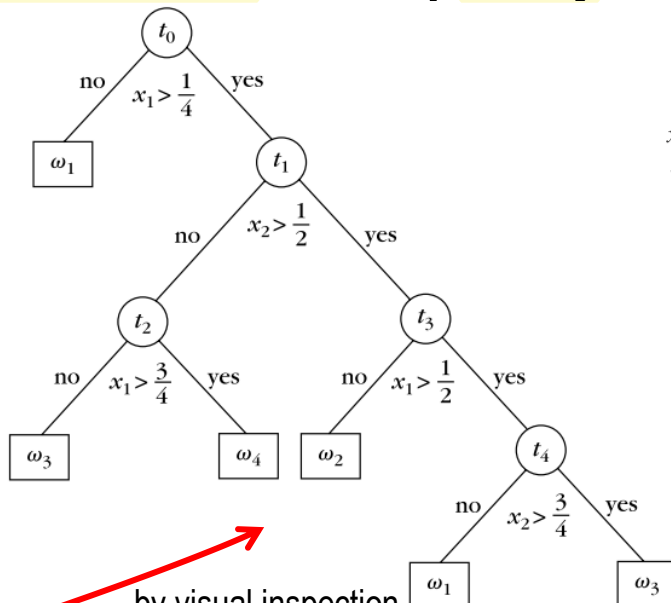 t0
no
x1 > 1/4
yes
ω1
t1
no
x2 > 1/2
yes
t2
t3
no
x1 > 3/4
yes
no
x1 > 1/2
yes
ω3
ω4
ω2
t4
no
x2 > 3/4
yes
by visual inspection
ω1
ω3